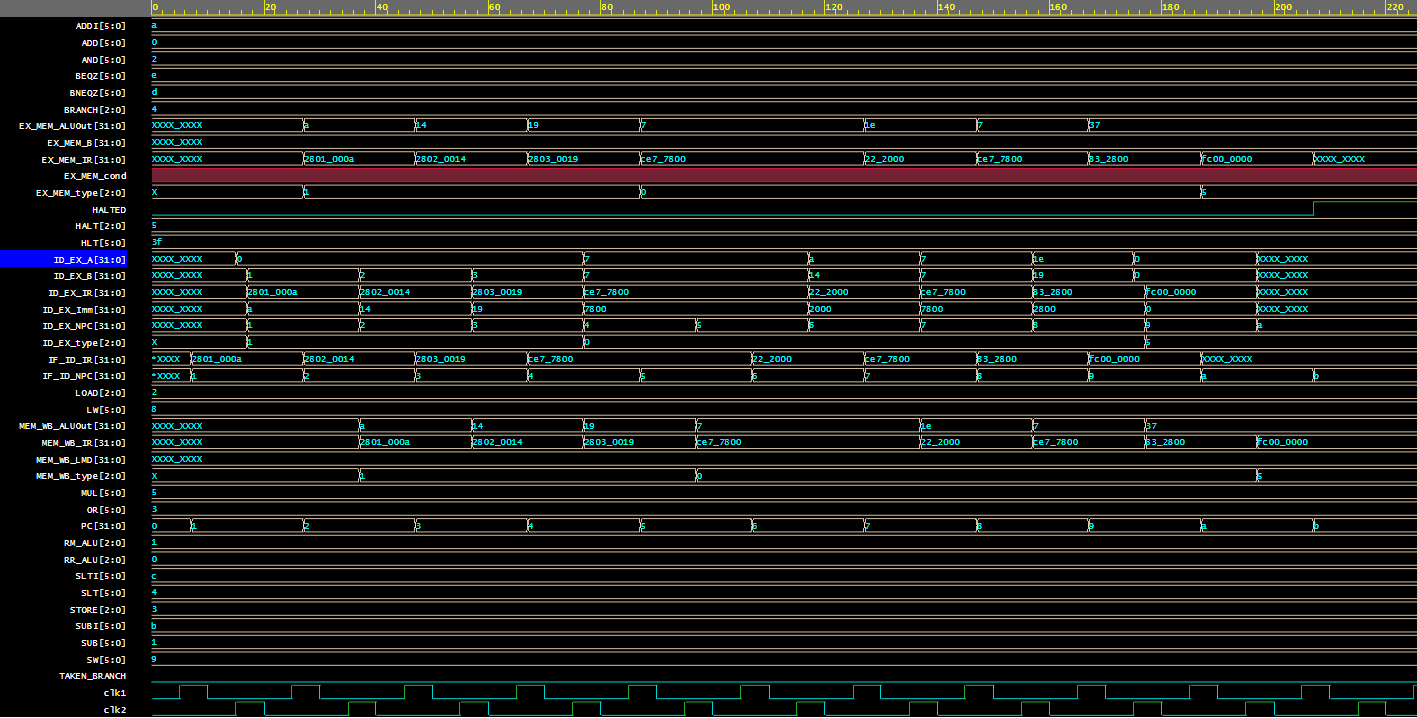 0 20 40 60 80 100 120 140 160 180 200 220
ADDI[5:0] a
ADD[5:0] 0
AND[5:0] 2
BEQZ[5:0] e
BNEQZ[5:0] d
BRANCH[2:0] 4
EX_MEM_ALUOut[31:0] XXXX_XXXX a 14 19 7 1e 7 37
EX_MEM_B[31:0] XXXX_XXXX
EX_MEM_IR[31:0] XXXX_XXXX 2801_000a 2802_0014 2803_0019 ce7_7800 22_2000 ce7_7800 83_2800 fc00_0000 XXXX_XXXX
EX_MEM_cond
EX_MEM_type[2:0] X 1 0 5
HALTED
HALT[2:0] 5
HLT[5:0] 3f
ID_EX_A[31:0] XXXX_XXXX 0 7 a 7 1e 0 XXXX_XXXX
ID_EX_B[31:0] XXXX_XXXX 1 2 3 7 14 7 19 0 XXXX_XXXX
ID_EX_IR[31:0] XXXX_XXXX 2801_000a 2802_0014 2803_0019 ce7_7800 22_2000 ce7_7800 83_2800 fc00_0000 XXXX_XXXX
ID_EX_Imm[31:0] XXXX_XXXX a 14 19 7800 2000 7800 2800 0 XXXX_XXXX
ID_EX_NPC[31:0] XXXX_XXXX 1 2 3 4 5 6 7 8 9 a
ID_EX_type[2:0] X 1 0 5
IF_ID_IR[31:0] *XXXX 2801_000a 2802_0014 2803_0019 ce7_7800 22_2000 ce7_7800 83_2800 fc00_0000 XXXX_XXXX
IF_ID_NPC[31:0] *XXXX 1 2 3 4 5 6 7 8 9 a b
LOAD[2:0] 2
LW[5:0] 8
MEM_WB_ALUOut[31:0] XXXX_XXXX a 14 19 7 1e 7 37
MEM_WB_IR[31:0] XXXX_XXXX 2801_000a 2802_0014 2803_0019 ce7_7800 22_2000 ce7_7800 83_2800 fc00_0000
MEM_WB_LMD[31:0] XXXX_XXXX
MEM_WB_type[2:0] X 1 0 5
MUL[5:0] 5
OR[5:0] 3
PC[31:0] 0 1 2 3 4 5 6 7 8 9 a b
RM_ALU[2:0] 1
RR_ALU[2:0] 0
SLTI[5:0] c
SLT[5:0] 4
STORE[2:0] 3
SUBI[5:0] b
SUB[5:0] 1
SW[5:0] 9
TAKEN_BRANCH
clk1
clk2